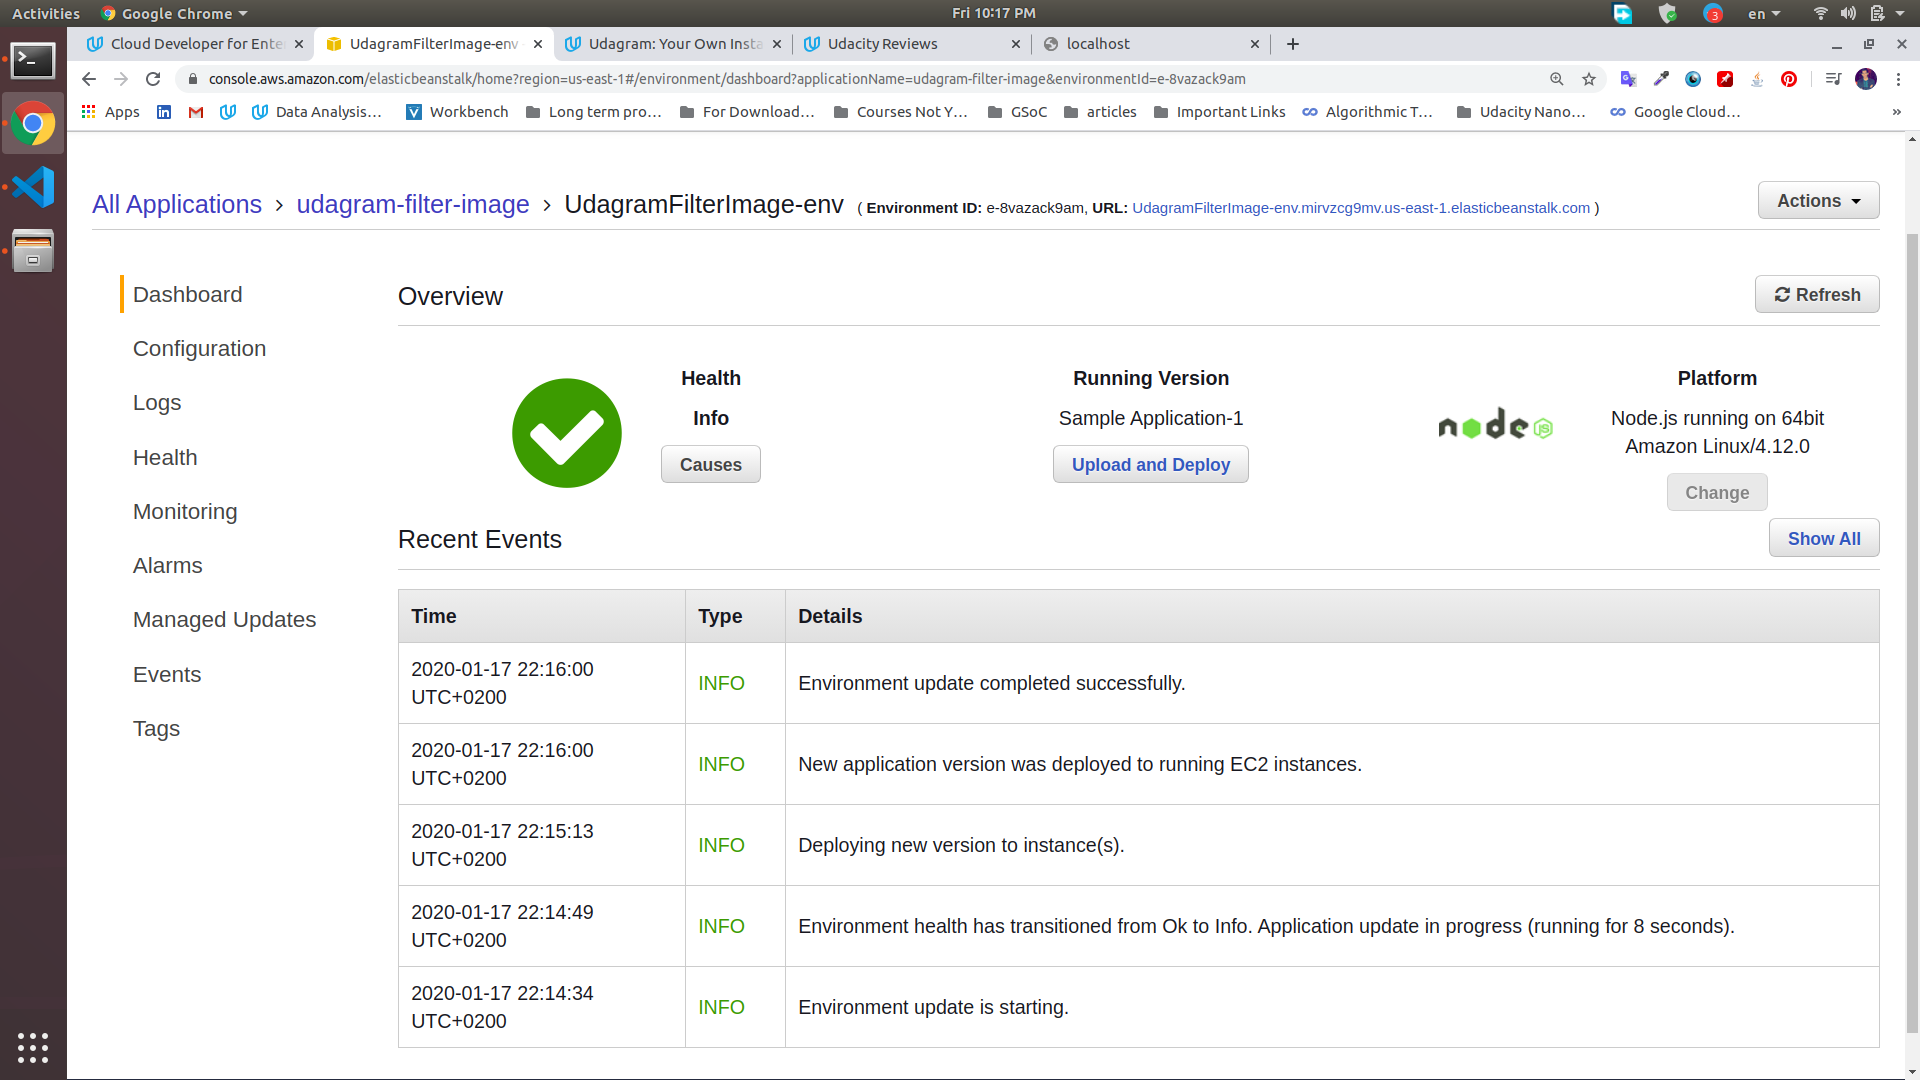 Activities Google Chrome Fri 10:17 PM 3 en
Cloud Developer for Ente UdagramFilterImage-env Udagram: Your Own Insta Udacity Reviews localhost
console.aws.amazon.com/elasticbeanstalk/home?region=us-east-1#/environment/dashboard?applicationName=udagram-filter-image&environmentId=e-8vazack9am
Apps Data Analysis… Workbench Long term pro… For Download… Courses Not Y… GSoC articles Important Links Algorithmic T… Udacity Nano… Google Cloud… »
All Applications › udagram-filter-image › UdagramFilterImage-env ( Environment ID: e-8vazack9am, URL: UdagramFilterImage-env.mirvzcg9mv.us-east-1.elasticbeanstalk.com )
Actions
Dashboard
Configuration
Logs
Health
Monitoring
Alarms
Managed Updates
Events
Tags
Overview
Refresh
Health
Info
Causes
Running Version
Sample Application-1
Upload and Deploy
node JS
Platform
Node.js running on 64bit
Amazon Linux/4.12.0
Change
Recent Events
Show All
Time Type Details
2020-01-17 22:16:00
UTC+0200
INFO
Environment update completed successfully.
2020-01-17 22:16:00
UTC+0200
INFO
New application version was deployed to running EC2 instances.
2020-01-17 22:15:13
UTC+0200
INFO
Deploying new version to instance(s).
2020-01-17 22:14:49
UTC+0200
INFO
Environment health has transitioned from Ok to Info. Application update in progress (running for 8 seconds).
2020-01-17 22:14:34
UTC+0200
INFO
Environment update is starting.